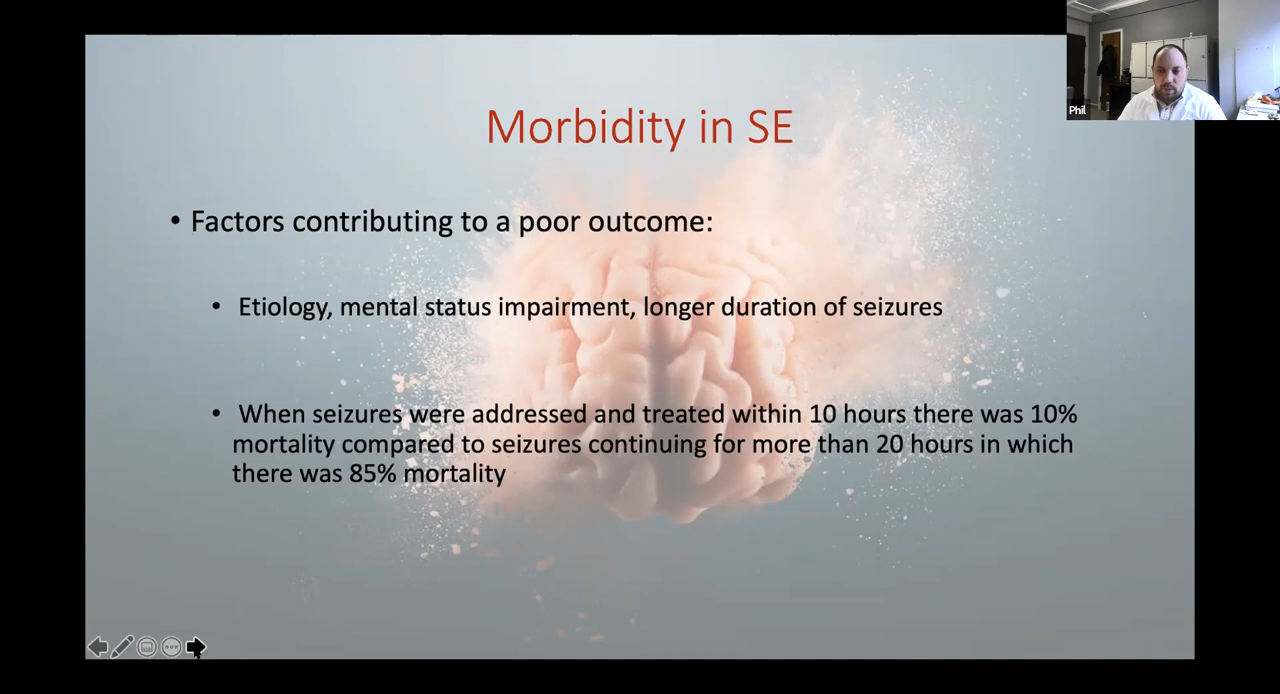 Phil
Morbidity in SE
• Factors contributing to a poor outcome:
• Etiology, mental status impairment, longer duration of seizures
• When seizures were addressed and treated within 10 hours there was 10%
mortality compared to seizures continuing for more than 20 hours in which
there was 85% mortality